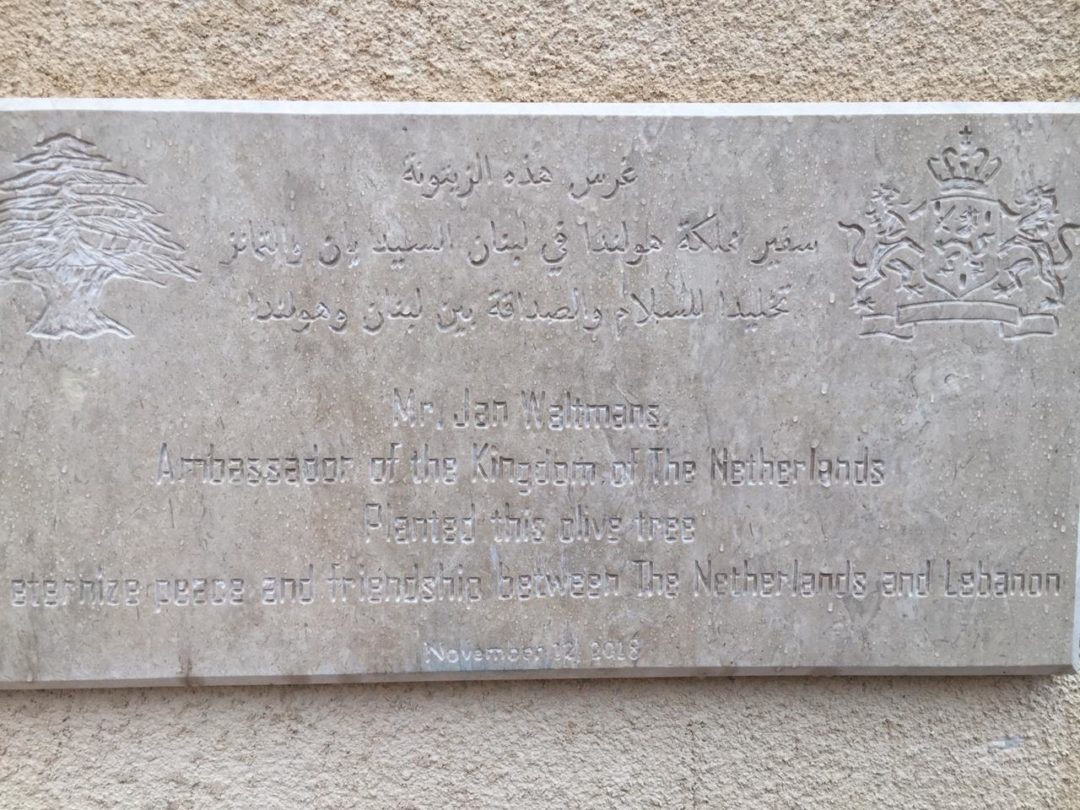 غرس هذه الزيتونة
سفير مملكة هولندا في لبنان السيد يان والتمانز
تخليدا للسلام والصداقة بين لبنان وهولندا
Mr. Jan Waltmans,
Ambassador of the Kingdom of The Netherlands
Planted this olive tree
eternize peace and friendship between The Netherlands and Lebanon
November 12, 2018